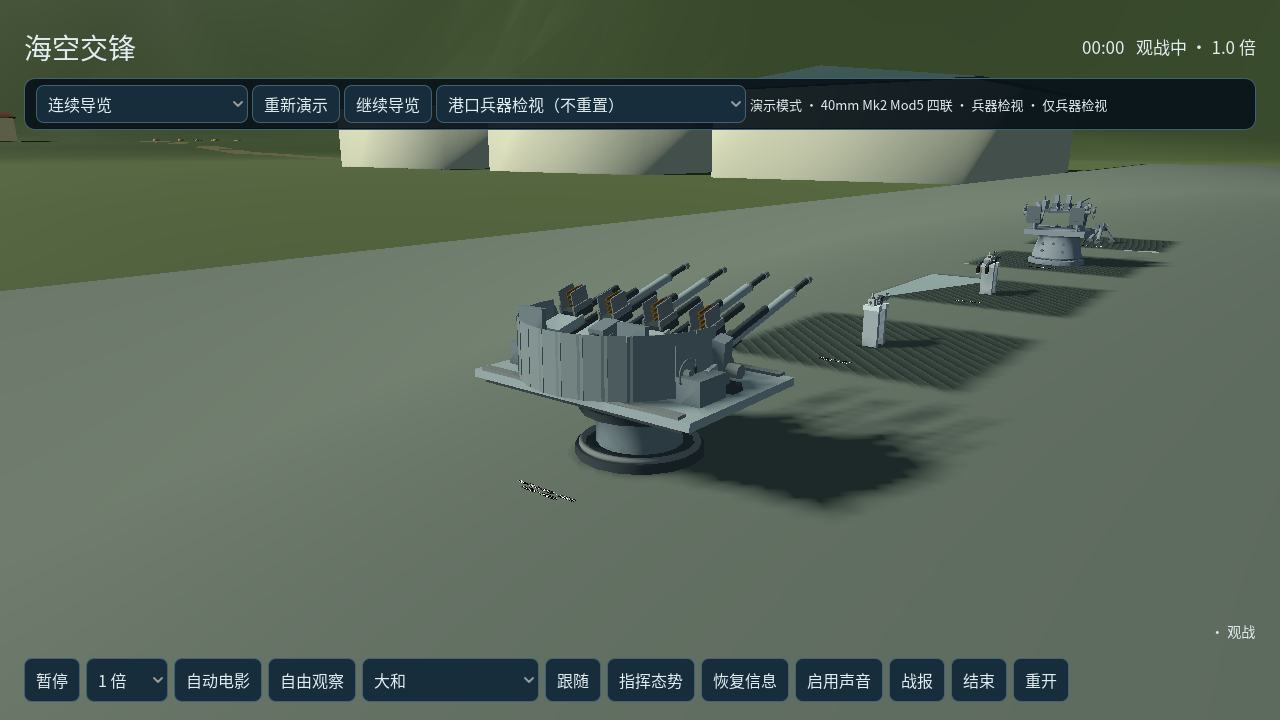 海空交锋
00:00 观战中 · 1.0 倍
连续导览 重新演示 继续导览 港口兵器检视（不重置） 演示模式 · 40mm Mk2 Mod5 四联 · 兵器检视 · 仅兵器检视
· 观战
暂停 1 倍 自动电影 自由观察 大和 跟随 指挥态势 恢复信息 启用声音 战报 结束 重开